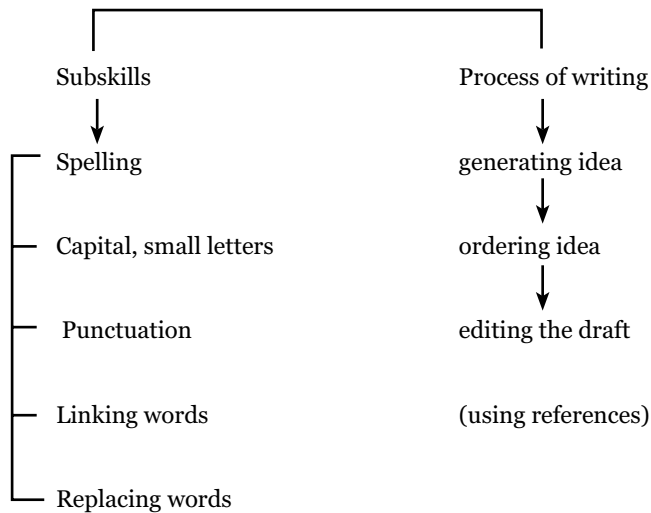 Subskills
Spelling
Capital, small letters
Punctuation
Linking words
Replacing words
Process of writing
generating idea
ordering idea
editing the draft
(using references)